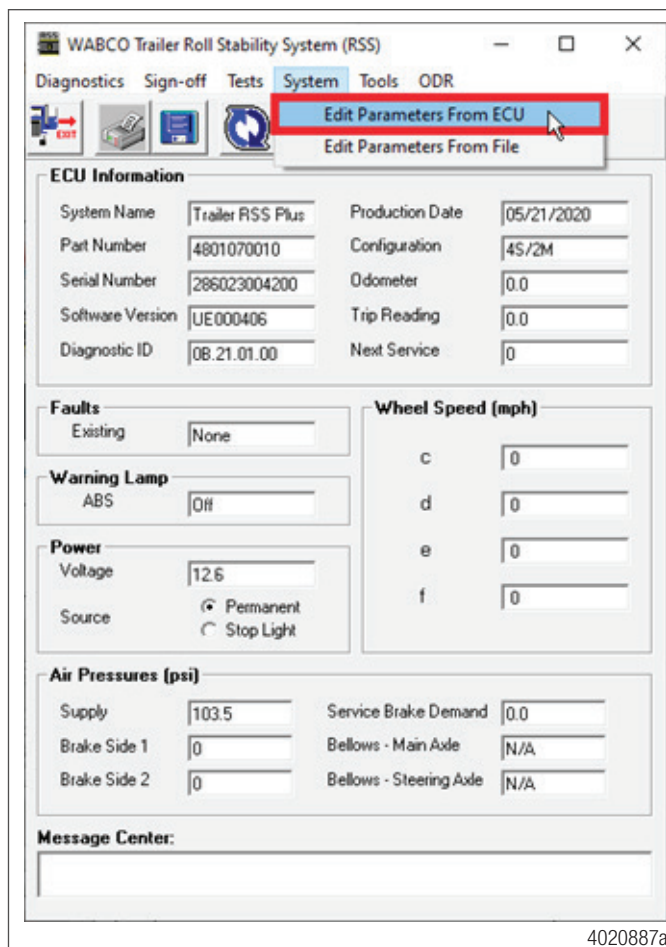 WABCO Trailer Roll Stability System (RSS)
Diagnostics Sign-off Tests System Tools ODR
EXIT
Edit Parameters From ECU
Edit Parameters From File
ECU Information
System Name Trailer RSS Plus Production Date 05/21/2020
Part Number 4801070010 Configuration 4S/2M
Serial Number 286023004200 Odometer 0.0
Software Version UE000406 Trip Reading 0.0
Diagnostic ID 0B.21.01.00 Next Service 0
Faults
Existing None
Warning Lamp
ABS Off
Power
Voltage 12.6
Source Permanent
Stop Light
Wheel Speed (mph)
c 0
d 0
e 0
f 0
Air Pressures (psi)
Supply 103.5 Service Brake Demand 0.0
Brake Side 1 0 Bellows - Main Axle N/A
Brake Side 2 0 Bellows - Steering Axle N/A
Message Center:
4020887a